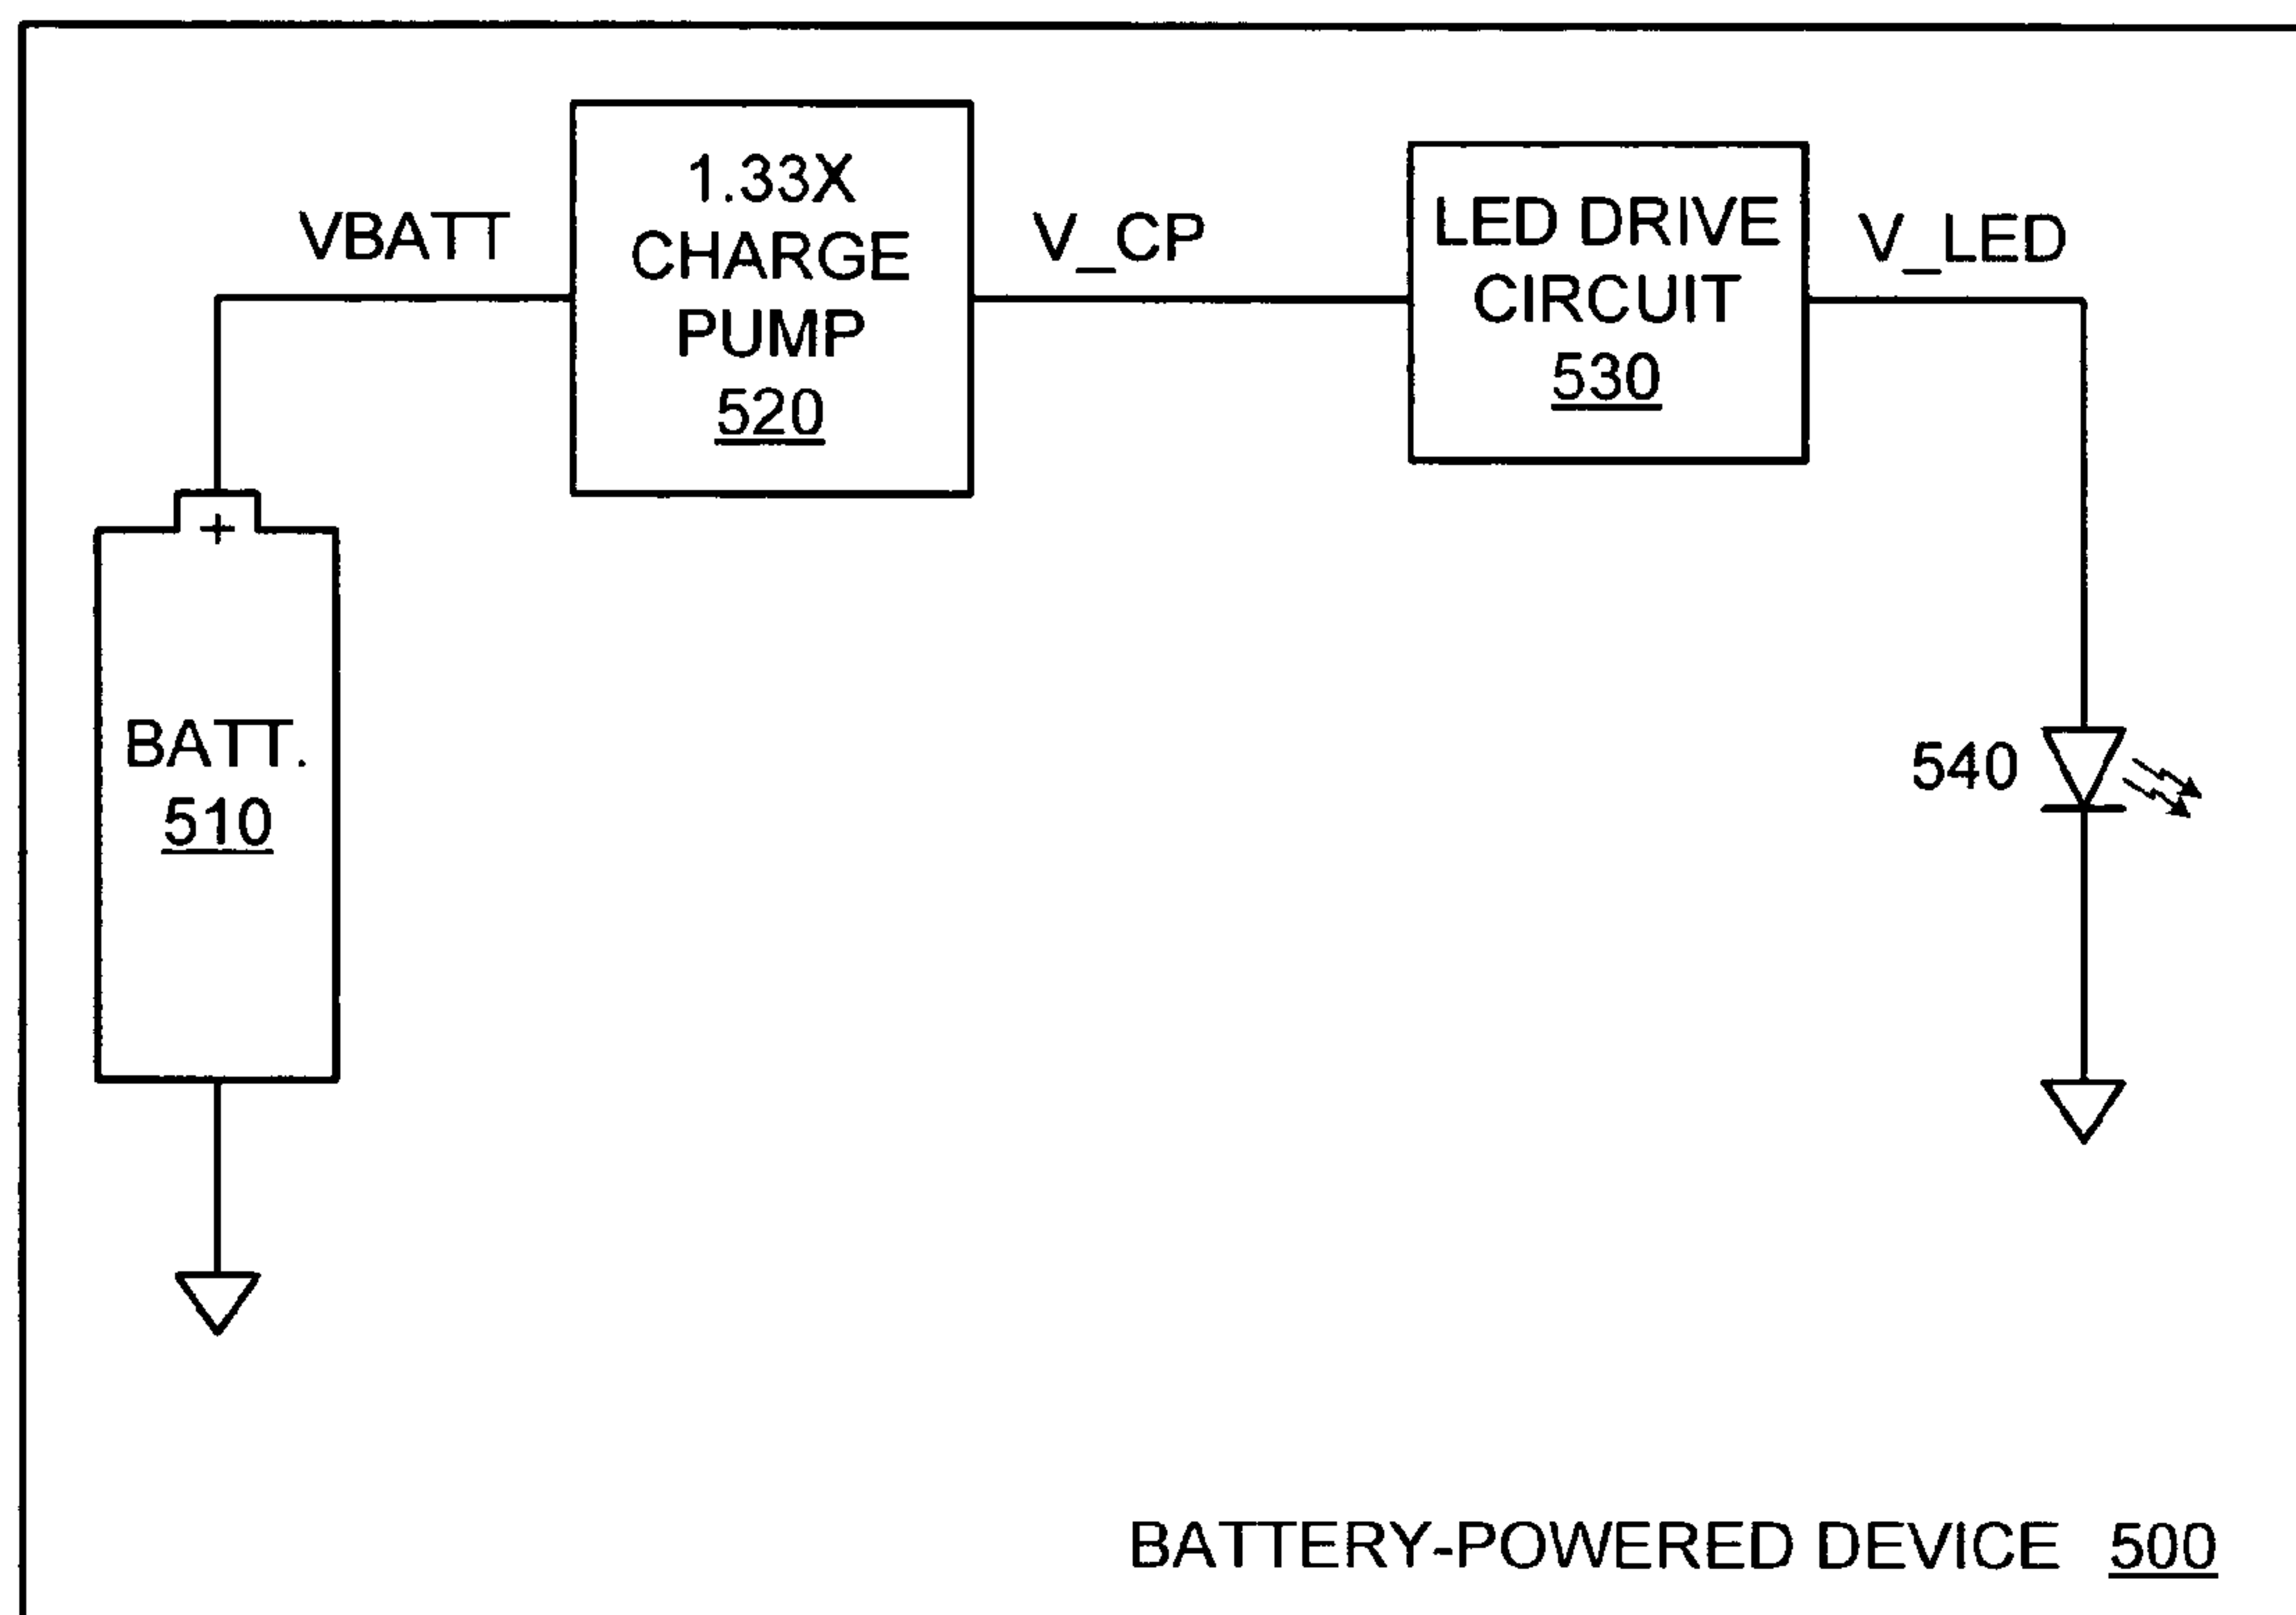 1.33X
CHARGE
PUMP
520
VBATT
V_CP
LED DRIVE
CIRCUIT
530
V_LED
+
BATT.
510
540
BATTERY-POWERED DEVICE 500